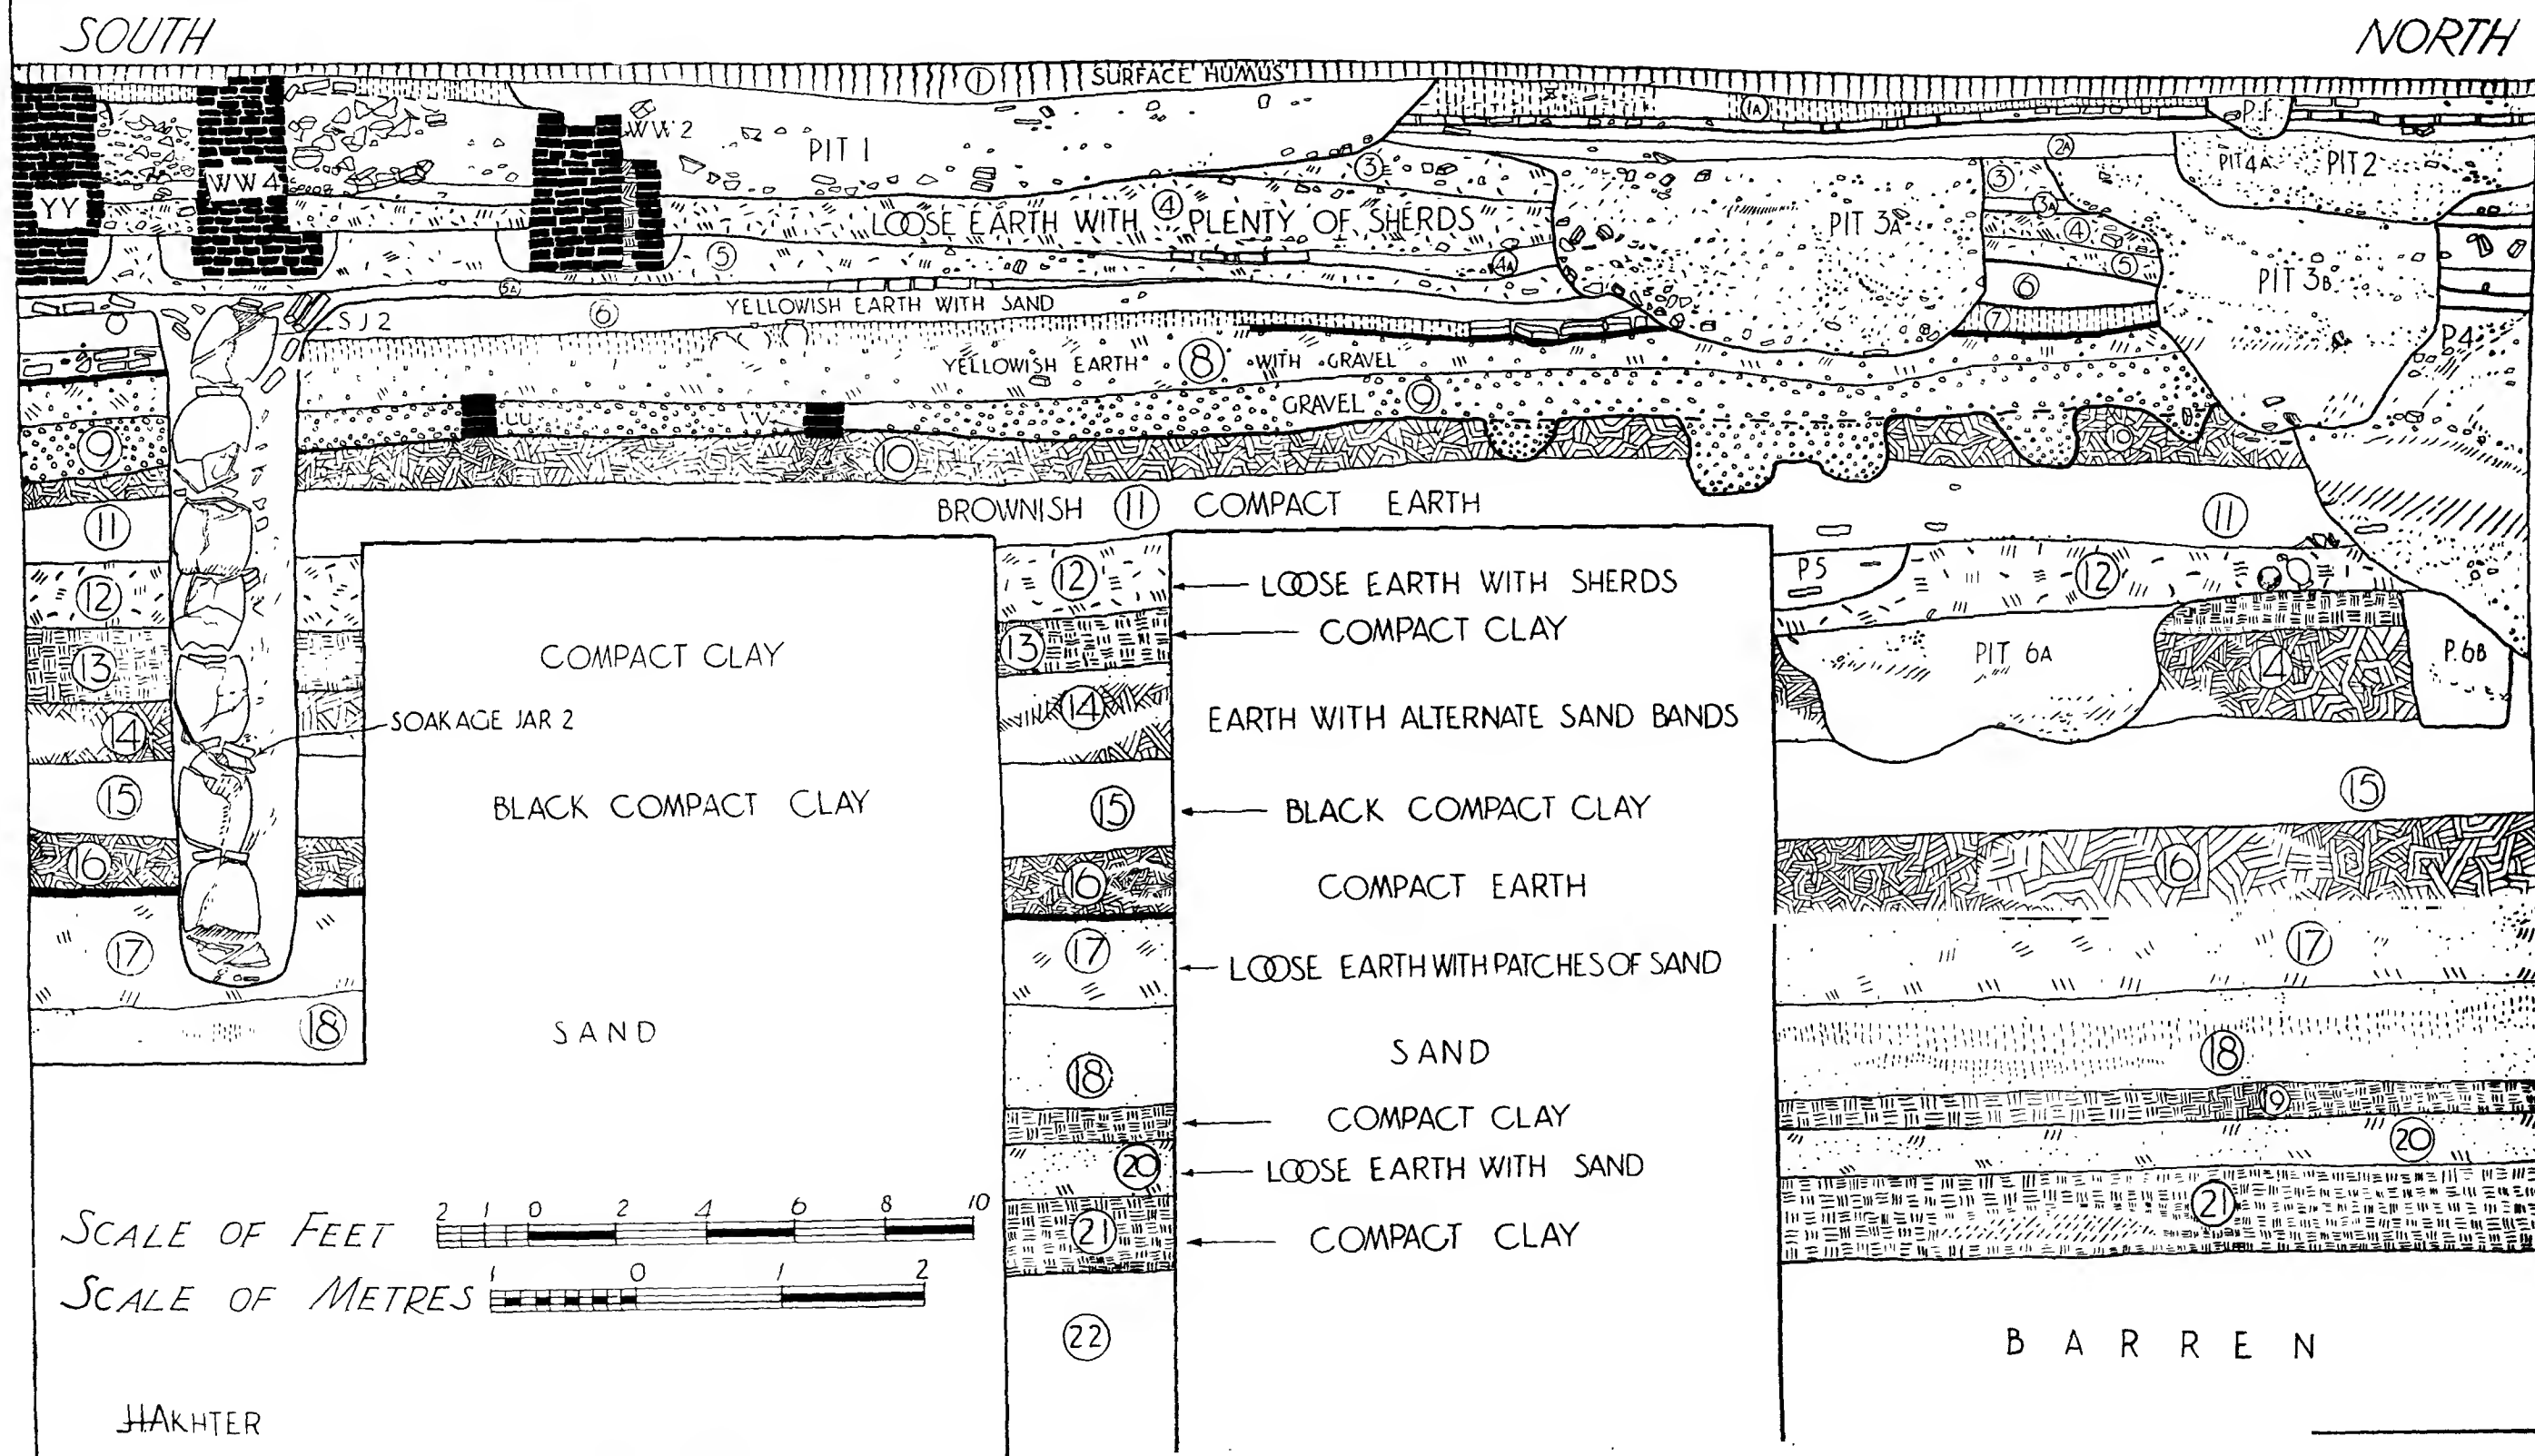 SOUTH
NORTH
1 SURFACE HUMUS
1A
P.1
WW2
PIT 1
2A
3
PIT 4A
PIT 2
WW4
YY
3
3A
4
LOOSE EARTH WITH PLENTY OF SHERDS
PIT 3A
4
5
4A
5
PIT 3B
5A
6
YELLOWISH EARTH WITH SAND
6
SJ2
7
P4
YELLOWISH EARTH 8 WITH GRAVEL
GRAVEL 9
UU
VV
9
10
10
BROWNISH 11 COMPACT EARTH
11
11
12
12
LOOSE EARTH WITH SHERDS
P5
12
13
COMPACT CLAY
13
COMPACT CLAY
PIT 6A
14
P.6B
14
SOAKAGE JAR 2
14
EARTH WITH ALTERNATE SAND BANDS
15
BLACK COMPACT CLAY
15
BLACK COMPACT CLAY
15
16
16
COMPACT EARTH
16
17
17
LOOSE EARTH WITH PATCHES OF SAND
17
18
SAND
18
SAND
18
COMPACT CLAY
19
20
LOOSE EARTH WITH SAND
20
SCALE OF FEET 2 1 0 2 4 6 8 10
21
COMPACT CLAY
21
SCALE OF METRES 1 0 1 2
22
BARREN
H.AKHTER